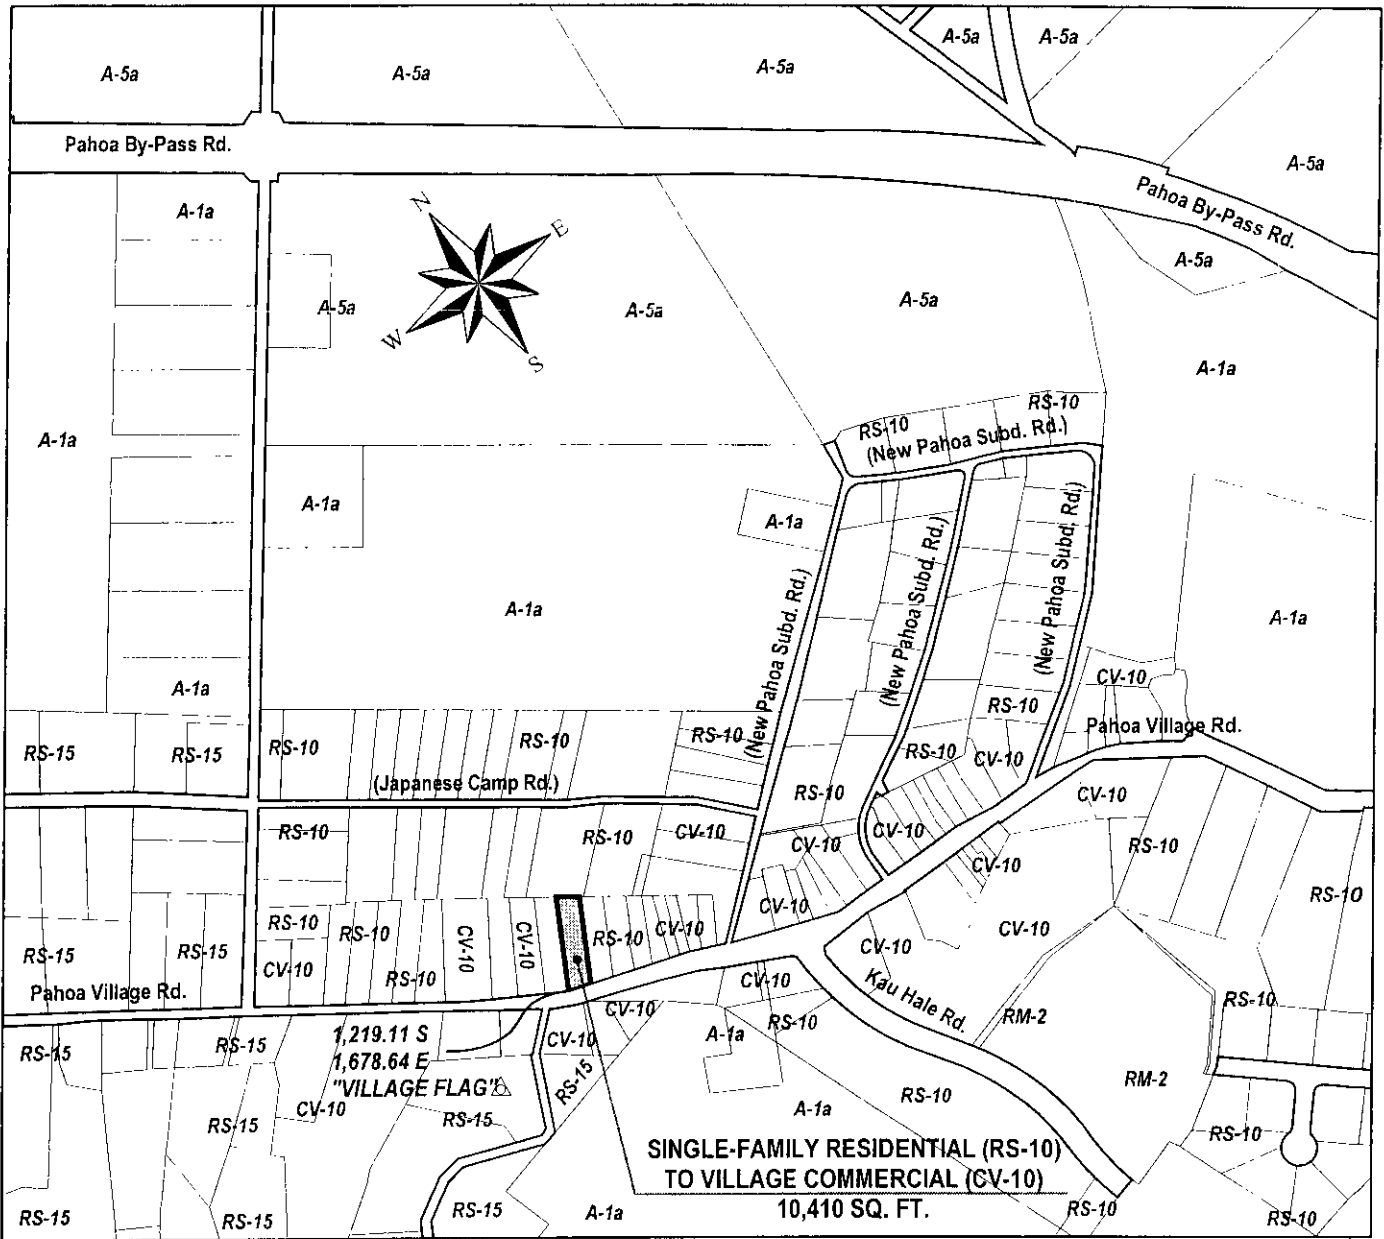 A-5a
A-5a
A-5a
A-5a
A-5a
Pahoa By-Pass Rd.
A-5a
Pahoa By-Pass Rd.
A-1a
N
E
W
S
A-5a
A-5a
A-5a
A-5a
A-1a
A-1a
RS-10
RS-10
(New Pahoa Subd. Rd.)
A-1a
A-1a
(New Pahoa Subd. Rd.)
(New Pahoa Subd. Rd.)
(New Pahoa Subd. Rd.)
A-1a
A-1a
A-1a
CV-10
RS-10
Pahoa Village Rd.
RS-15
RS-15
RS-10
RS-10
RS-10
RS-10
CV-10
(Japanese Camp Rd.)
RS-10
CV-10
RS-10
RS-10
CV-10
CV-10
CV-10
CV-10
RS-10
RS-10
RS-15
RS-15
RS-10
CV-10
RS-10
RS-10
CV-10
CV-10
RS-10
CV-10
CV-10
CV-10
CV-10
Pahoa Village Rd.
Kau Hale Rd.
CV-10
RS-10
A-1a
CV-10
CV-10
RM-2
RS-10
RS-15
RS-15
1,219.11 S
1,678.64 E
"VILLAGE FLAG"
RS-15
RM-2
RS-15
CV-10
RS-15
A-1a
RS-10
RS-10
SINGLE-FAMILY RESIDENTIAL (RS-10)
TO VILLAGE COMMERCIAL (CV-10)
10,410 SQ. FT.
RS-15
RS-15
RS-15
A-1a
RS-10
RS-10